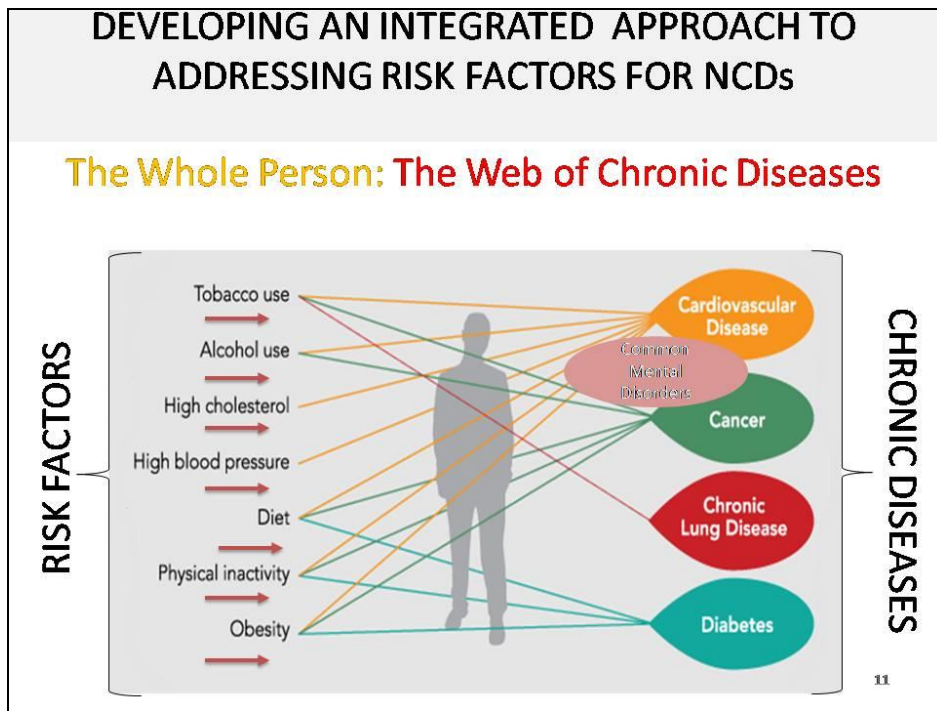 DEVELOPING AN INTEGRATED APPROACH TO
ADDRESSING RISK FACTORS FOR NCDs
The Whole Person: The Web of Chronic Diseases
RISK FACTORS
Tobacco use
Alcohol use
High cholesterol
High blood pressure
Diet
Physical inactivity
Obesity
Cardiovascular
Disease
Common
Mental
Disorders
Cancer
Chronic
Lung Disease
Diabetes
CHRONIC DISEASES
11